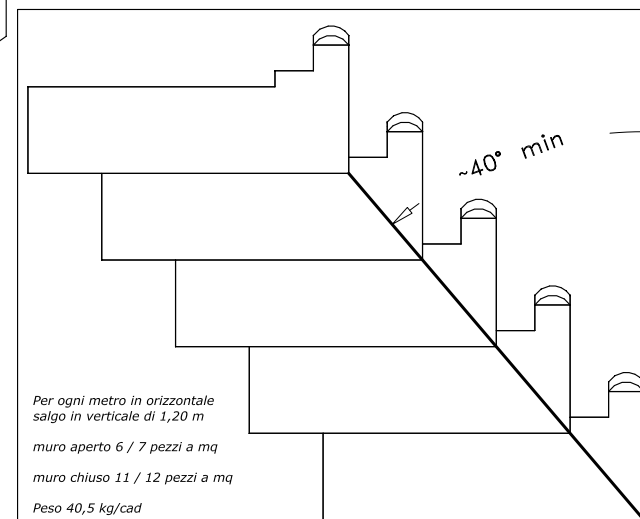 ~40° min
Per ogni metro in orizzontale
salgo in verticale di 1,20 m
muro aperto 6 / 7 pezzi a mq
muro chiuso 11 / 12 pezzi a mq
Peso 40,5 kg/cad